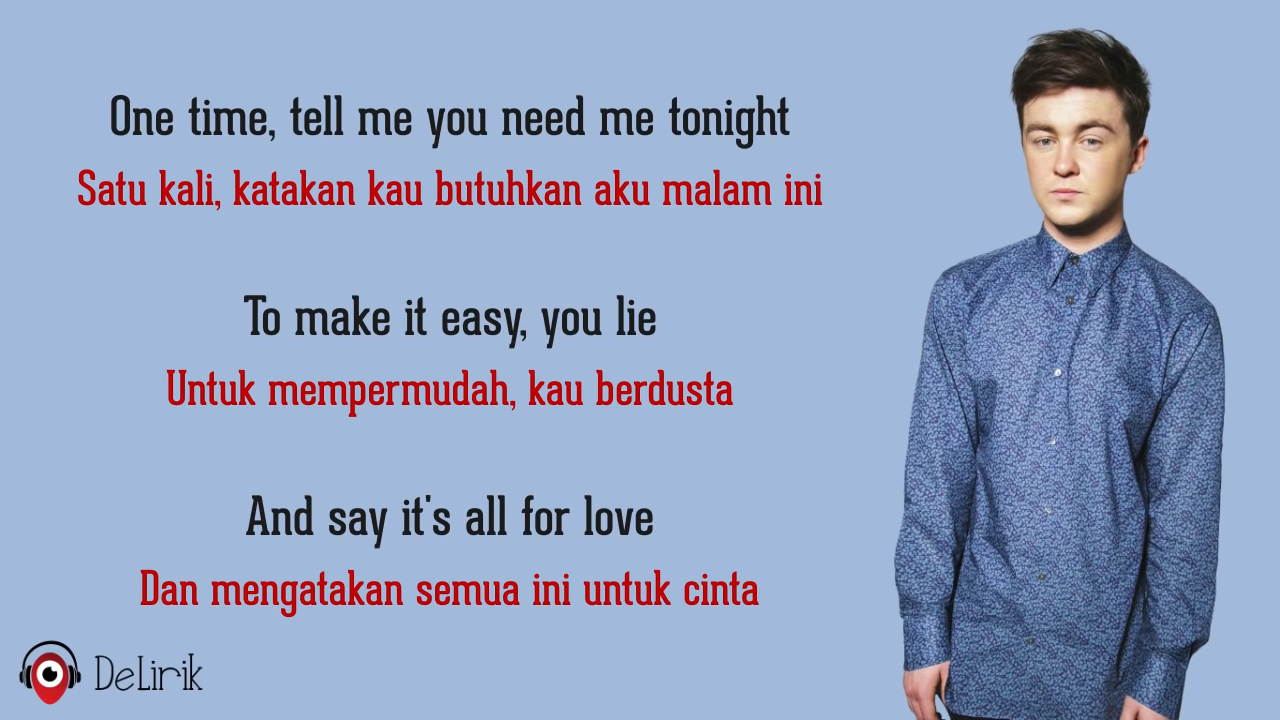 One time, tell me you need me tonight
Satu kali, katakan kau butuhkan aku malam ini
To make it easy, you lie
Untuk mempermudah, kau berdusta
And say it's all for love
Dan mengatakan semua ini untuk cinta
DeLirik